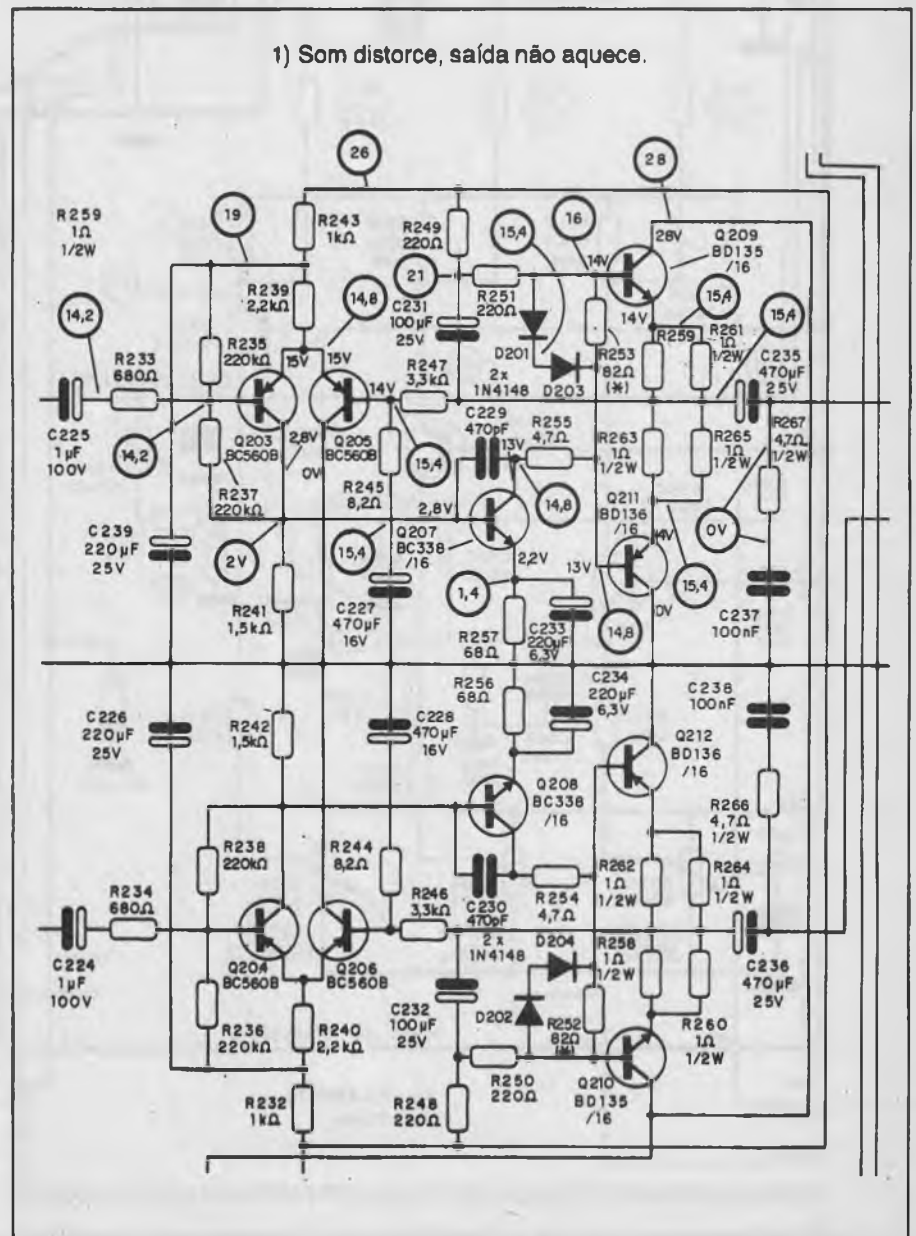 1) Som distorce, saída não aquece.
26
28
R259
1Ω
1/2W
19
R243
1kΩ
R249
220Ω
15,4
16
28V
Q209
BD135
/16
14V
14V
21
R251
220Ω
R239
2,2kΩ
14,8
C231
100µF
25V
14,2
15,4
15,4
R235
220kΩ
15V
15V
R233
680Ω
R247
3,3kΩ
D201
2 x
1N4148
D203
R253
82Ω
(*)
R259
R261
1Ω
1/2W
C235
470µF
25V
14V
C225
1µF
100V
14,2
Q203
BC560B
2,8V
0V
Q205
BC560B
15,4
C229
470pF
13V
R255
4,7Ω
R263
1Ω
1/2W
R265
1Ω
1/2W
R267
4,7Ω
1/2W
R237
220kΩ
R245
8,2Ω
14,8
Q211
BD136
/16
0V
C239
220µF
25V
2V
15,4
Q207
BC338
/16
2,8V
2,2V
13V
14V
15,4
0V
R241
1,5kΩ
C227
470µF
16V
1,4
14,8
C237
100nF
R257
68Ω
C233
220µF
6,3V
C226
220µF
25V
R242
1,5kΩ
C228
470µF
16V
R256
68Ω
C234
220µF
6,3V
C238
100nF
Q212
BD136
/16
Q208
BC338
/16
R266
4,7Ω
1/2W
R238
220kΩ
R244
8,2Ω
R234
680Ω
R246
3,3kΩ
C230
470pF
R254
4,7Ω
R262
1Ω
1/2W
R264
1Ω
1/2W
2 x
1N4148
C224
1µF
100V
Q204
BC560B
Q206
BC560B
D204
R258
1Ω
1/2W
C236
470µF
25V
R236
220kΩ
R240
2,2kΩ
C232
100µF
25V
D202
R252
82Ω
(*)
R260
1Ω
1/2W
R232
1kΩ
R248
220Ω
R250
220Ω
Q210
BD135
/16